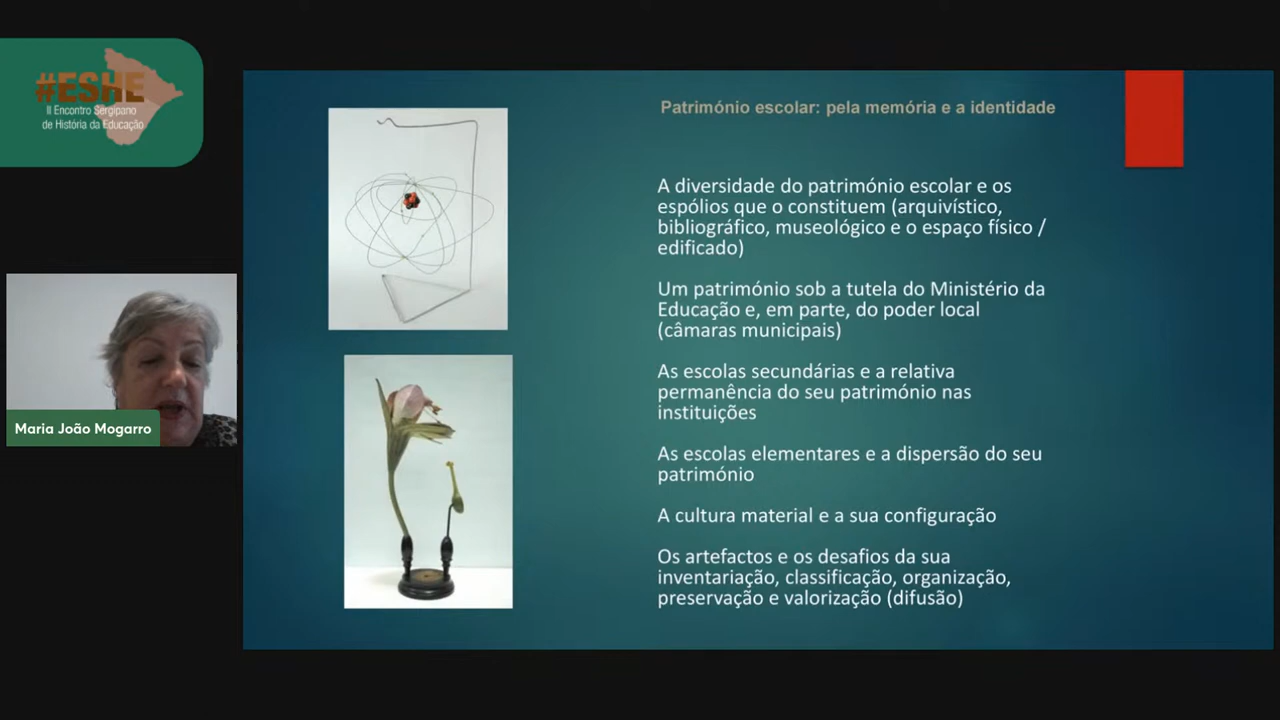 #ESHE
II Encontro Sergipano
de História da Educação
Maria João Mogarro
Património escolar: pela memória e a identidade
A diversidade do património escolar e os
espólios que o constituem (arquivístico,
bibliográfico, museológico e o espaço físico /
edificado)
Um património sob a tutela do Ministério da
Educação e, em parte, do poder local
(câmaras municipais)
As escolas secundárias e a relativa
permanência do seu património nas
instituições
As escolas elementares e a dispersão do seu
património
A cultura material e a sua configuração
Os artefactos e os desafios da sua
inventariação, classificação, organização,
preservação e valorização (difusão)